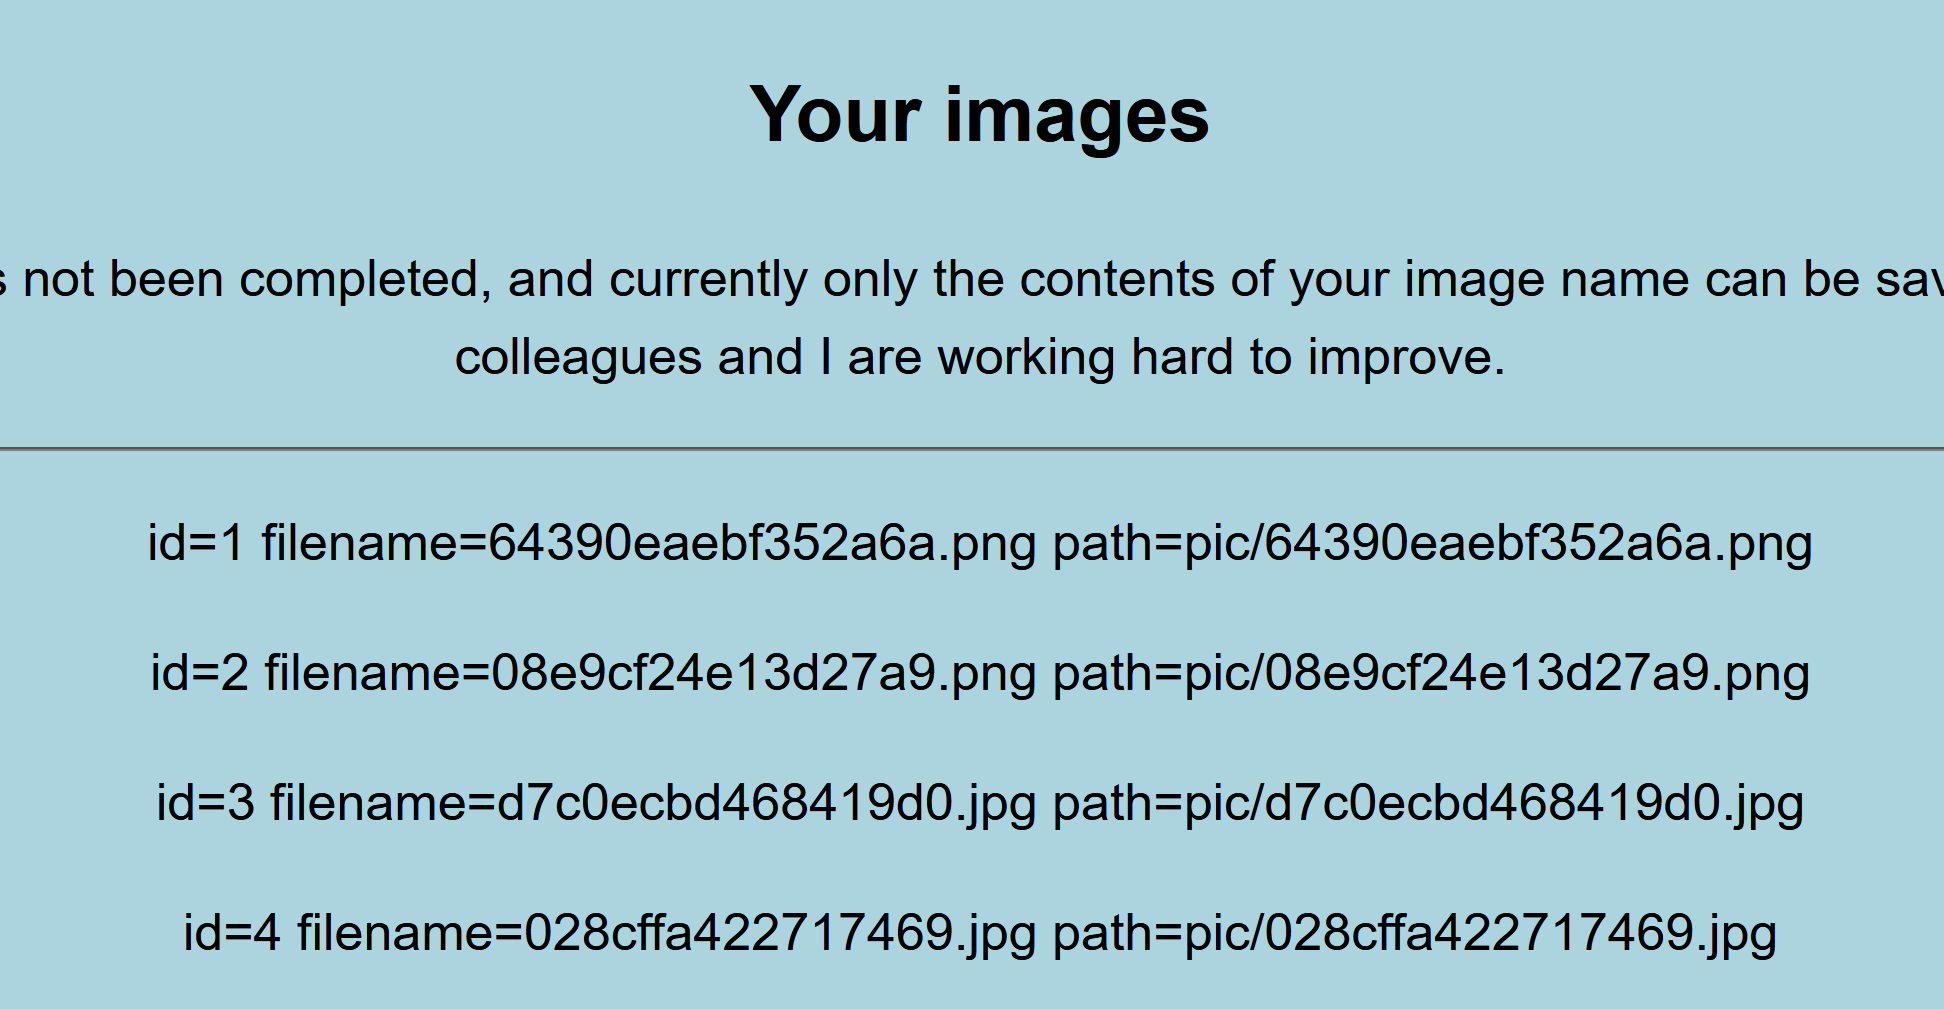 Your images
not been completed, and currently only the contents of your image name can be
colleagues and I are working hard to improve.
id=1 filename=64390eaebf352a6a.png path=pic/64390eaebf352a6a.png
id=2 filename=08e9cf24e13d27a9.png path=pic/08e9cf24e13d27a9.png
id=3 filename=d7c0ecbd468419d0.jpg path=pic/d7c0ecbd468419d0.jpg
id=4 filename=028cffa422717469.jpg path=pic/028cffa422717469.jpg